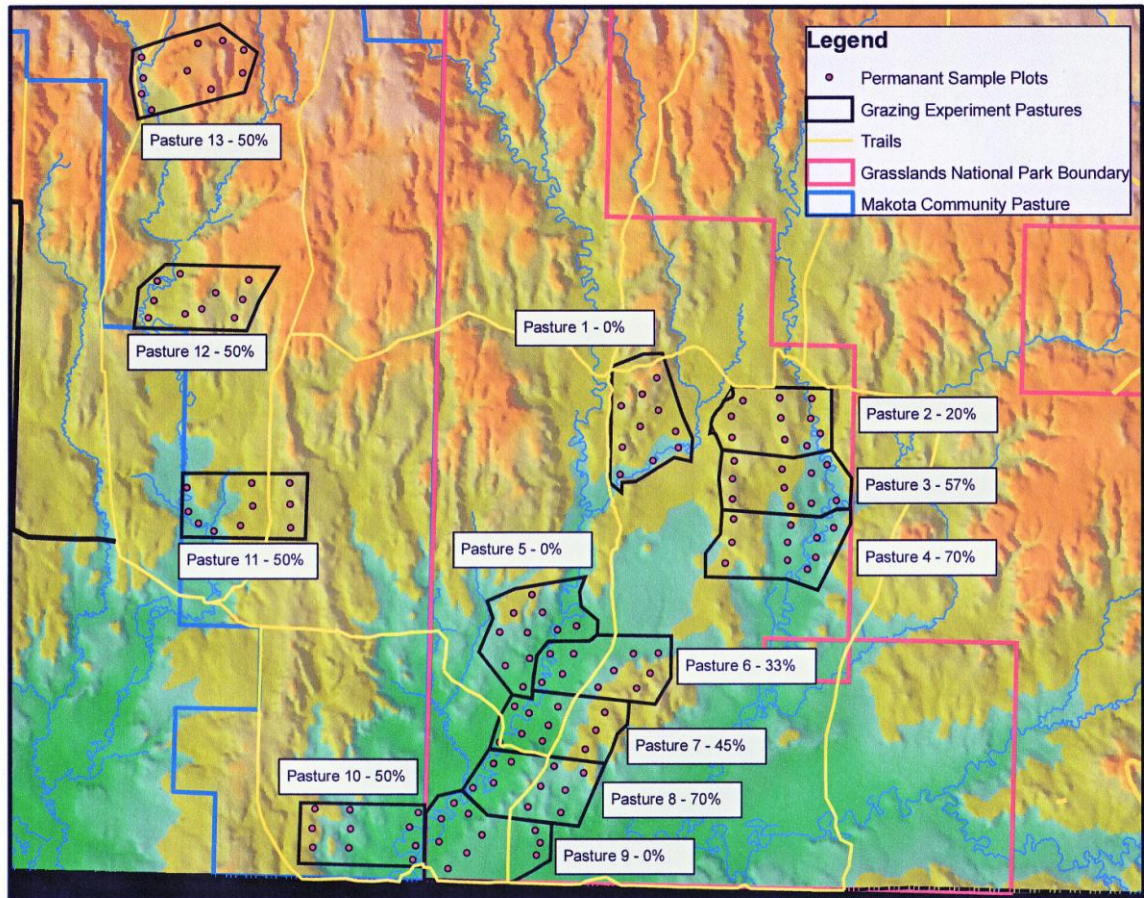 Legend
Permanant Sample Plots
Grazing Experiment Pastures
Trails
Grasslands National Park Boundary
Makota Community Pasture
Pasture 13 - 50%
Pasture 12 - 50%
Pasture 1 - 0%
Pasture 2 - 20%
Pasture 3 - 57%
Pasture 11 - 50%
Pasture 5 - 0%
Pasture 4 - 70%
Pasture 6 - 33%
Pasture 7 - 45%
Pasture 10 - 50%
Pasture 8 - 70%
Pasture 9 - 0%